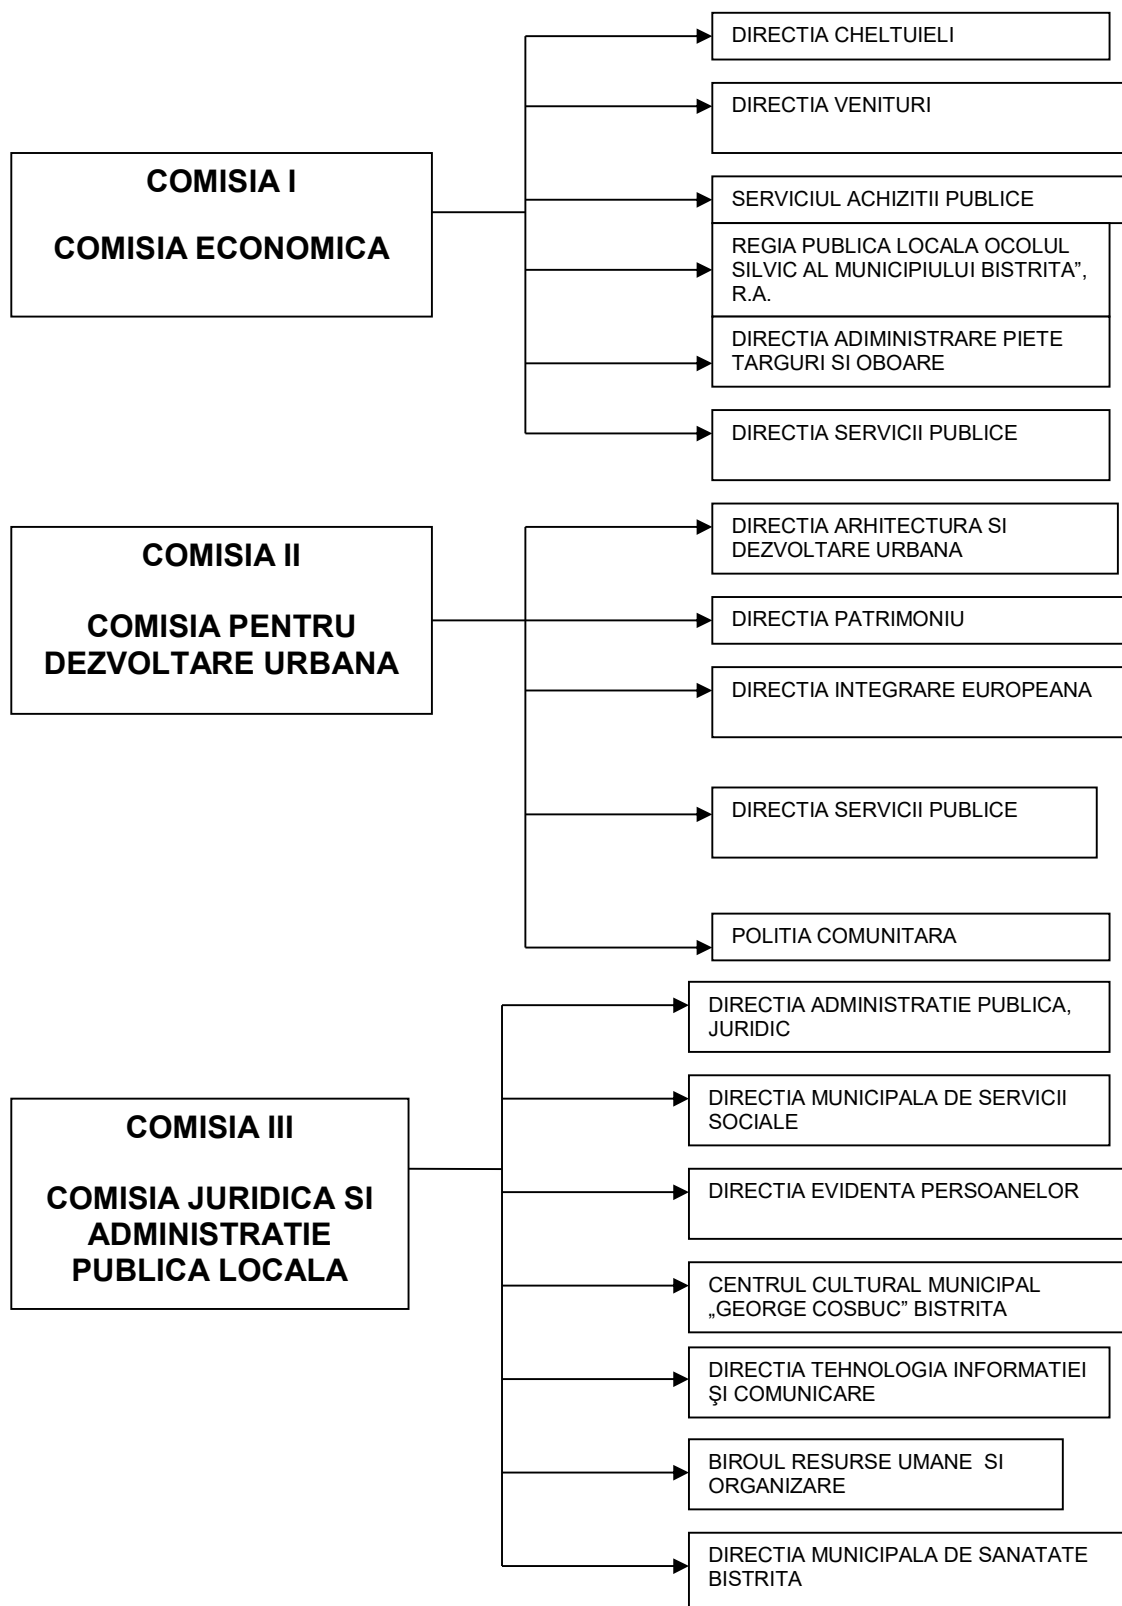 DIRECTIA CHELTUIELI
DIRECTIA VENITURI
COMISIA I
COMISIA ECONOMICA
SERVICIUL ACHIZITII PUBLICE
REGIA PUBLICA LOCALA OCOLUL
SILVIC AL MUNICIPIULUI BISTRITA”,
R.A.
DIRECTIA ADIMINISTRARE PIETE
TARGURI SI OBOARE
DIRECTIA SERVICII PUBLICE
COMISIA II
COMISIA PENTRU
DEZVOLTARE URBANA
DIRECTIA ARHITECTURA SI
DEZVOLTARE URBANA
DIRECTIA PATRIMONIU
DIRECTIA INTEGRARE EUROPEANA
DIRECTIA SERVICII PUBLICE
POLITIA COMUNITARA
COMISIA III
COMISIA JURIDICA SI
ADMINISTRATIE
PUBLICA LOCALA
DIRECTIA ADMINISTRATIE PUBLICA,
JURIDIC
DIRECTIA MUNICIPALA DE SERVICII
SOCIALE
DIRECTIA EVIDENTA PERSOANELOR
CENTRUL CULTURAL MUNICIPAL
„GEORGE COSBUC” BISTRITA
DIRECTIA TEHNOLOGIA INFORMATIEI
ŞI COMUNICARE
BIROUL RESURSE UMANE  SI
ORGANIZARE
DIRECTIA MUNICIPALA DE SANATATE
BISTRITA